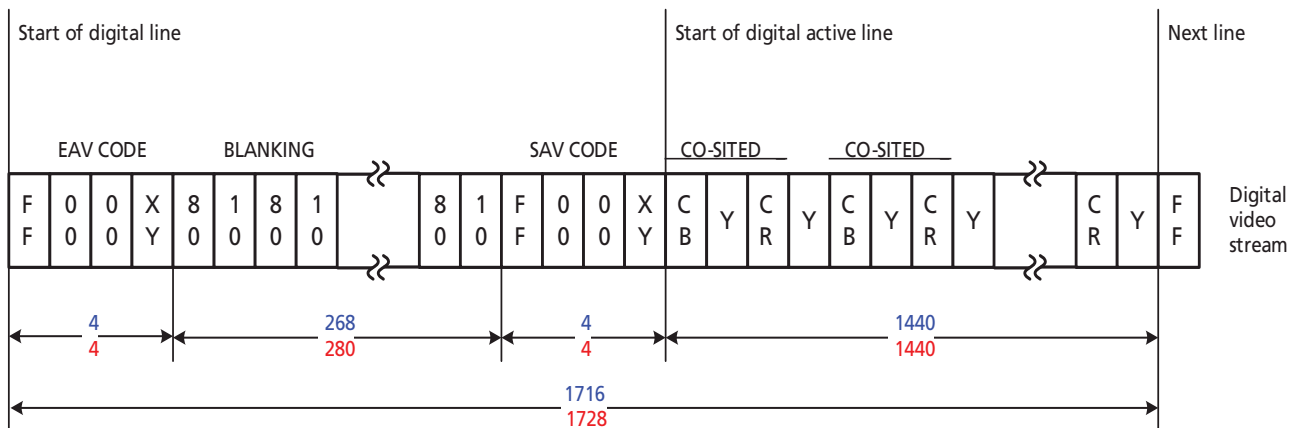 Start of digital line Start of digital active line Next line
EAV CODE BLANKING SAV CODE CO-SITED CO-SITED
F 0 0 X 8 1 8 1 8 1 F 0 0 X C Y C Y C Y C Y C Y F
F 0 0 Y 0 0 0 0 0 0 F 0 0 Y B R B R R F
Digital
video
stream
4 268 4 1440
4 280 4 1440
1716
1728